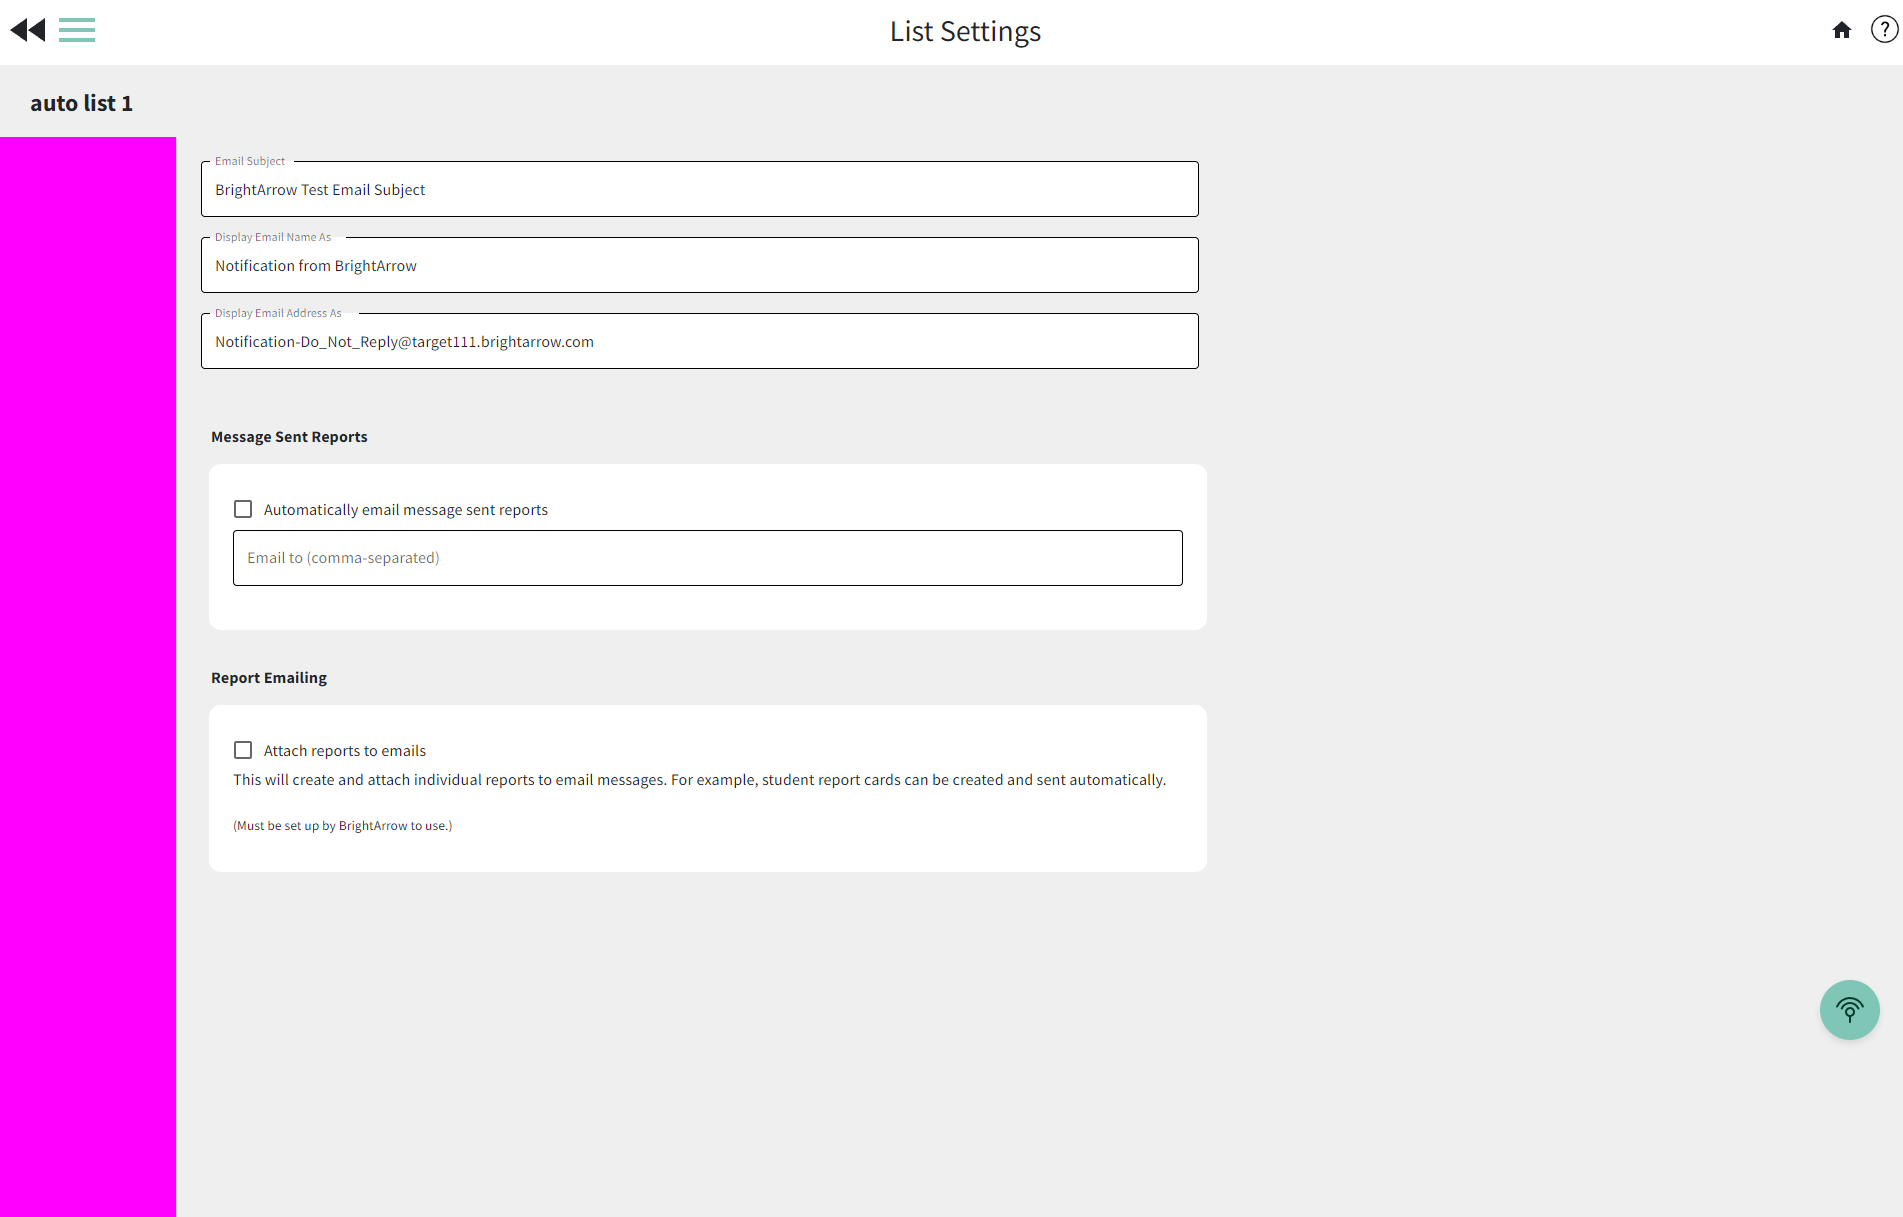 List Settings
?
auto list 1
Email Subject
BrightArrow Test Email Subject
Display Email Name As
Notification from BrightArrow
Display Email Address As
Notification-Do_Not_Reply@target111.brightarrow.com
Message Sent Reports
Automatically email message sent reports
Email to (comma-separated)
Report Emailing
Attach reports to emails
This will create and attach individual reports to email messages. For example, student report cards can be created and sent automatically.
(Must be set up by BrightArrow to use.)